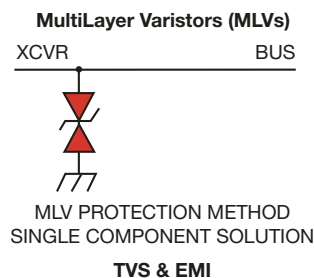 MultiLayer Varistors (MLVs)
XCVR BUS
MLV PROTECTION METHOD
SINGLE COMPONENT SOLUTION
TVS & EMI